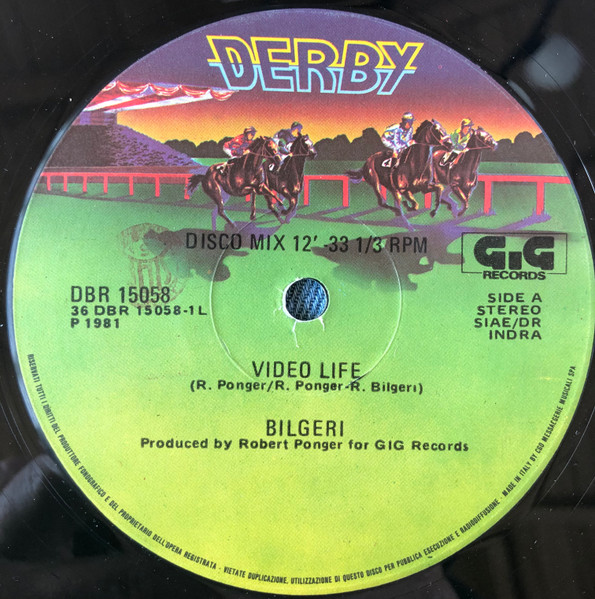 DERBY
DISCO MIX 12' -33 1/3 RPM
GiG
RECORDS
DBR 15058
36 DBR 15058-1L
P 1981
SIDE A
STEREO
SIAE/DR
INDRA
VIDEO LIFE
(R. Ponger/R. Ponger-R. Bilgeri)
BILGERI
Produced by Robert Ponger for GIG Records
RISERVATI TUTTI I DIRITTI DEL PRODUTTORE FONOGRAFICO E DEL PROPRIETARIO DELL'OPERA REGISTRATA - VIETATE DUPLICAZIONE, UTILIZZAZIONE DI QUESTO DISCO PER PUBBLICA ESECUZIONE E RADIODIFFUSIONE - MADE IN ITALY BY CGD MESSAGGERIE MUSICALI SPA